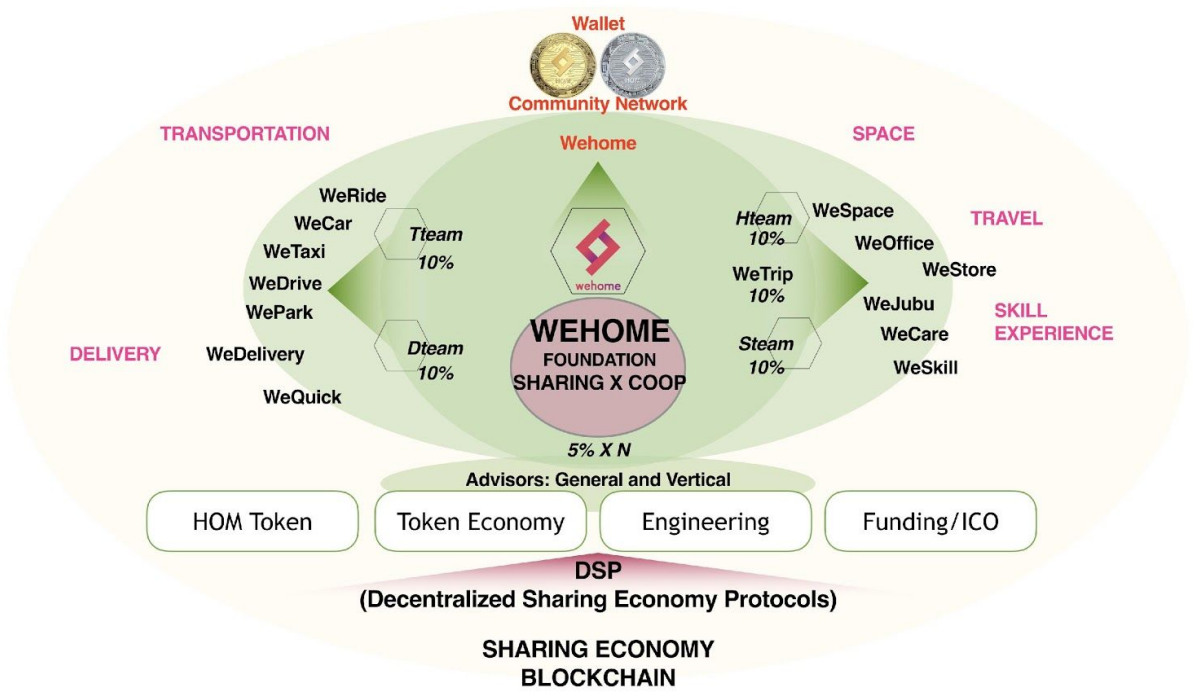 Wallet
Community Network
Wehome
TRANSPORTATION
SPACE
WeRide
WeCar
WeTaxi
WeDrive
WePark
DELIVERY
WeDelivery
WeQuick
Tteam
10%
Dteam
10%
wehome
WEHOME
FOUNDATION
SHARING X COOP
5% X N
Hteam
10%
WeTrip
10%
Steam
10%
WeSpace
WeOffice
WeStore
WeJubu
WeCare
WeSkill
TRAVEL
SKILL
EXPERIENCE
Advisors: General and Vertical
HOM Token
Token Economy
Engineering
Funding/ICO
DSP
(Decentralized Sharing Economy Protocols)
SHARING ECONOMY
BLOCKCHAIN